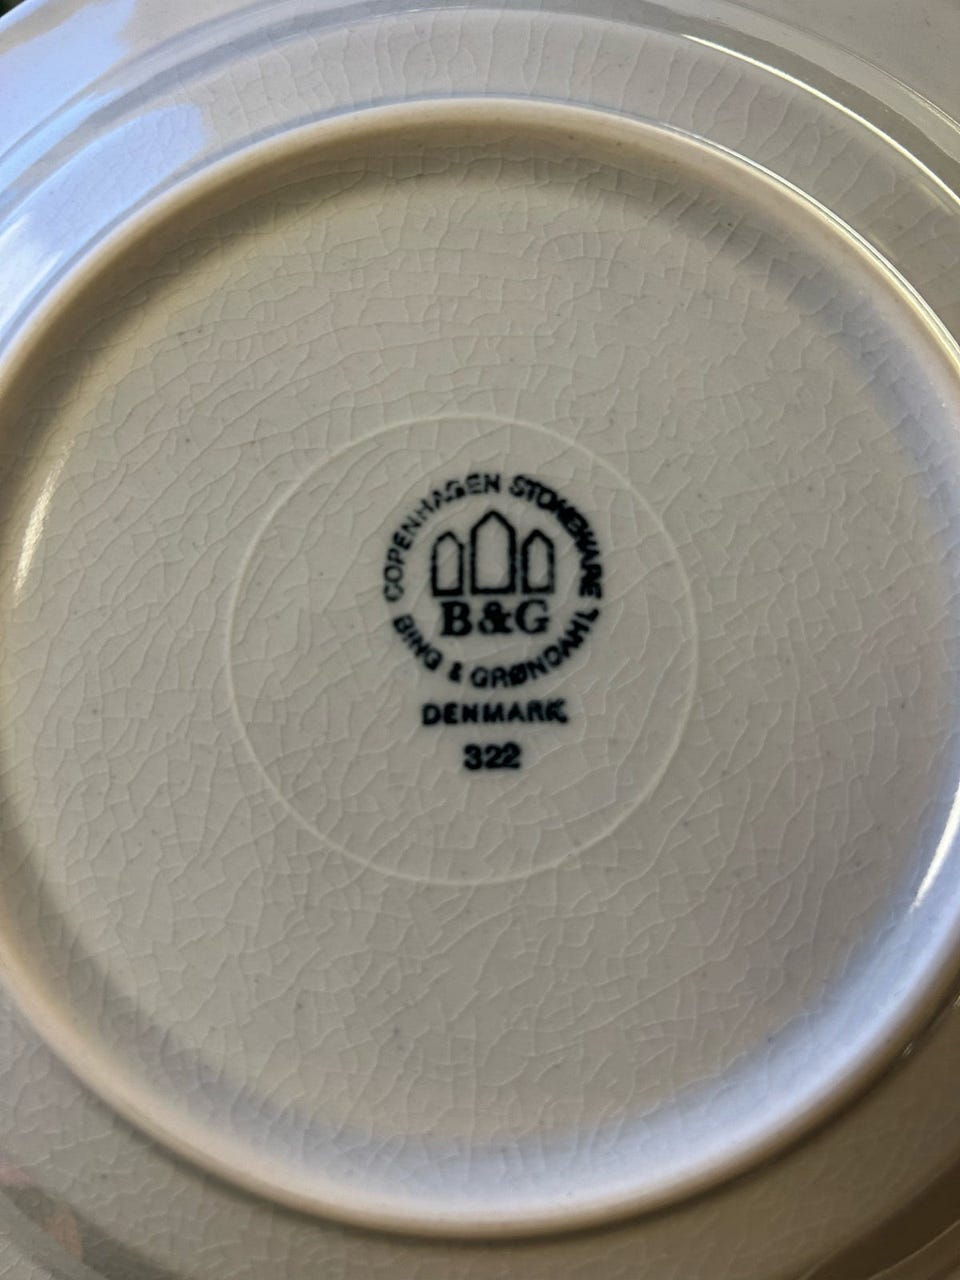 COPENHAGEN STONEWARE
B&G
BING & GRØNDAHL
DENMARK
322